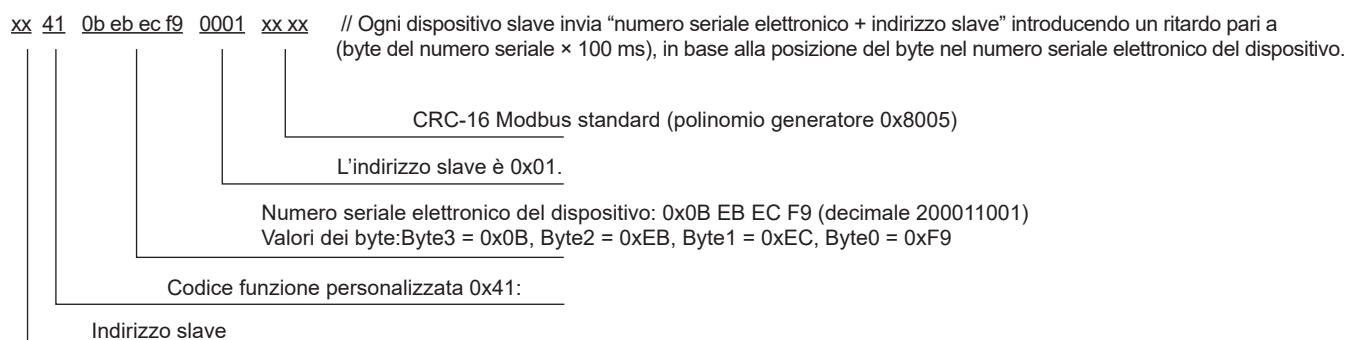 xx 41 0b eb ec f9 0001 xx xx // Ogni dispositivo slave invia “numero seriale elettronico + indirizzo slave” introducendo un ritardo pari a
(byte del numero seriale × 100 ms), in base alla posizione del byte nel numero seriale elettronico del dispositivo.
CRC-16 Modbus standard (polinomio generatore 0x8005)
L’indirizzo slave è 0x01.
Numero seriale elettronico del dispositivo: 0x0B EB EC F9 (decimale 200011001)
Valori dei byte:Byte3 = 0x0B, Byte2 = 0xEB, Byte1 = 0xEC, Byte0 = 0xF9
Codice funzione personalizzata 0x41:
Indirizzo slave